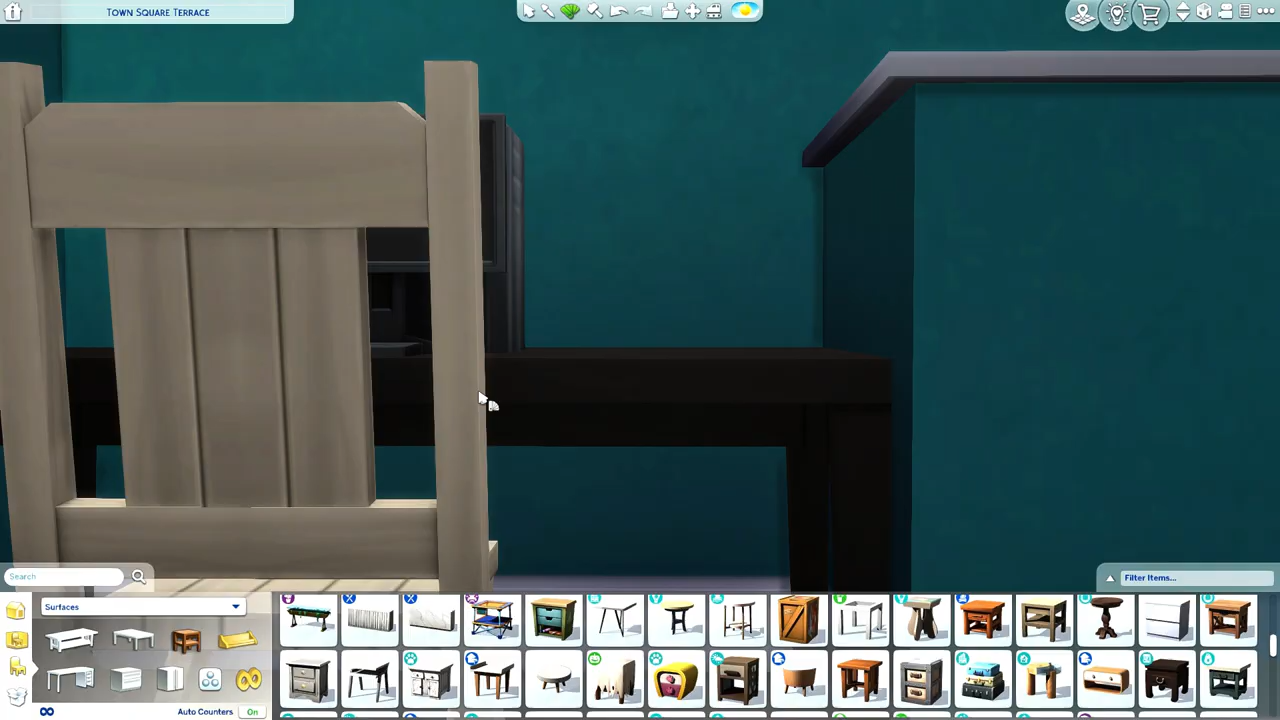 TOWN SQUARE TERRACE
Search
Filter Items...
Surfaces
Auto Counters On